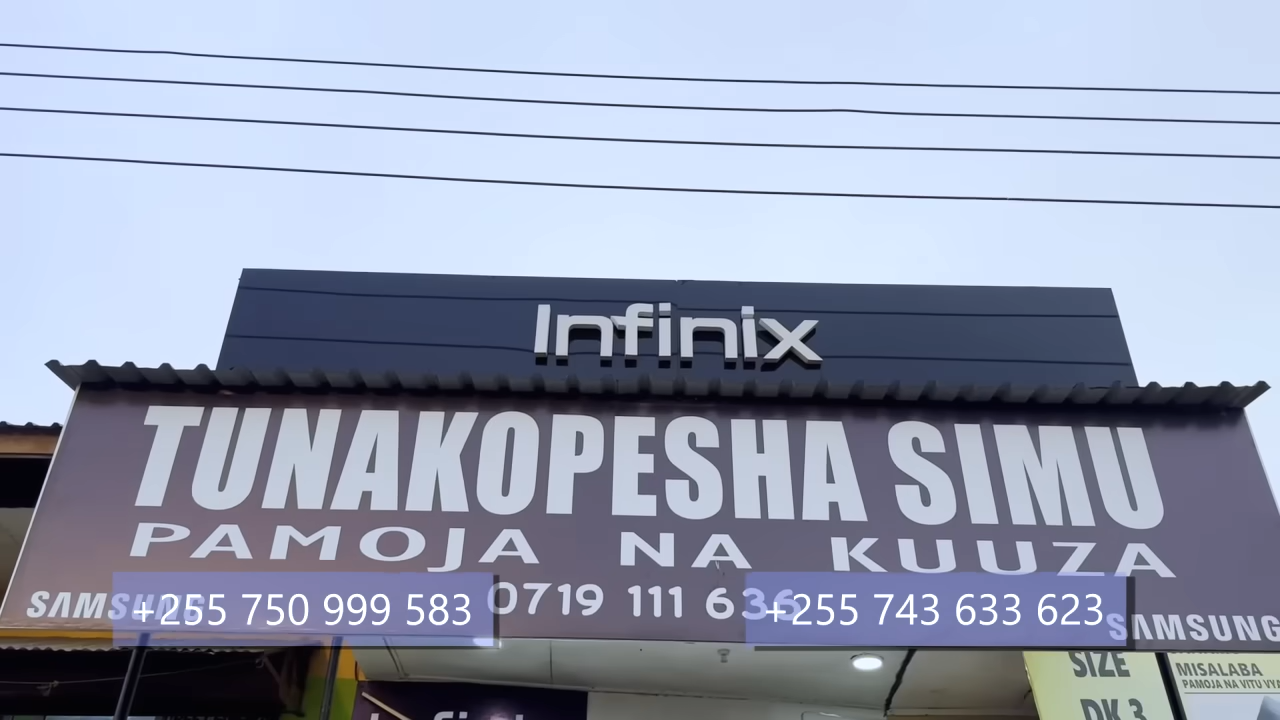 Infinix
TUNAKOPESHA SIMU
PAMOJA NA KUUZA
SAMSUNG
+255 750 999 583
0719 111 636
+255 743 633 623
SAMSUNG
SIZE
DK 3
MISALABA
PAMOJA NA VITU VYA
Infinix